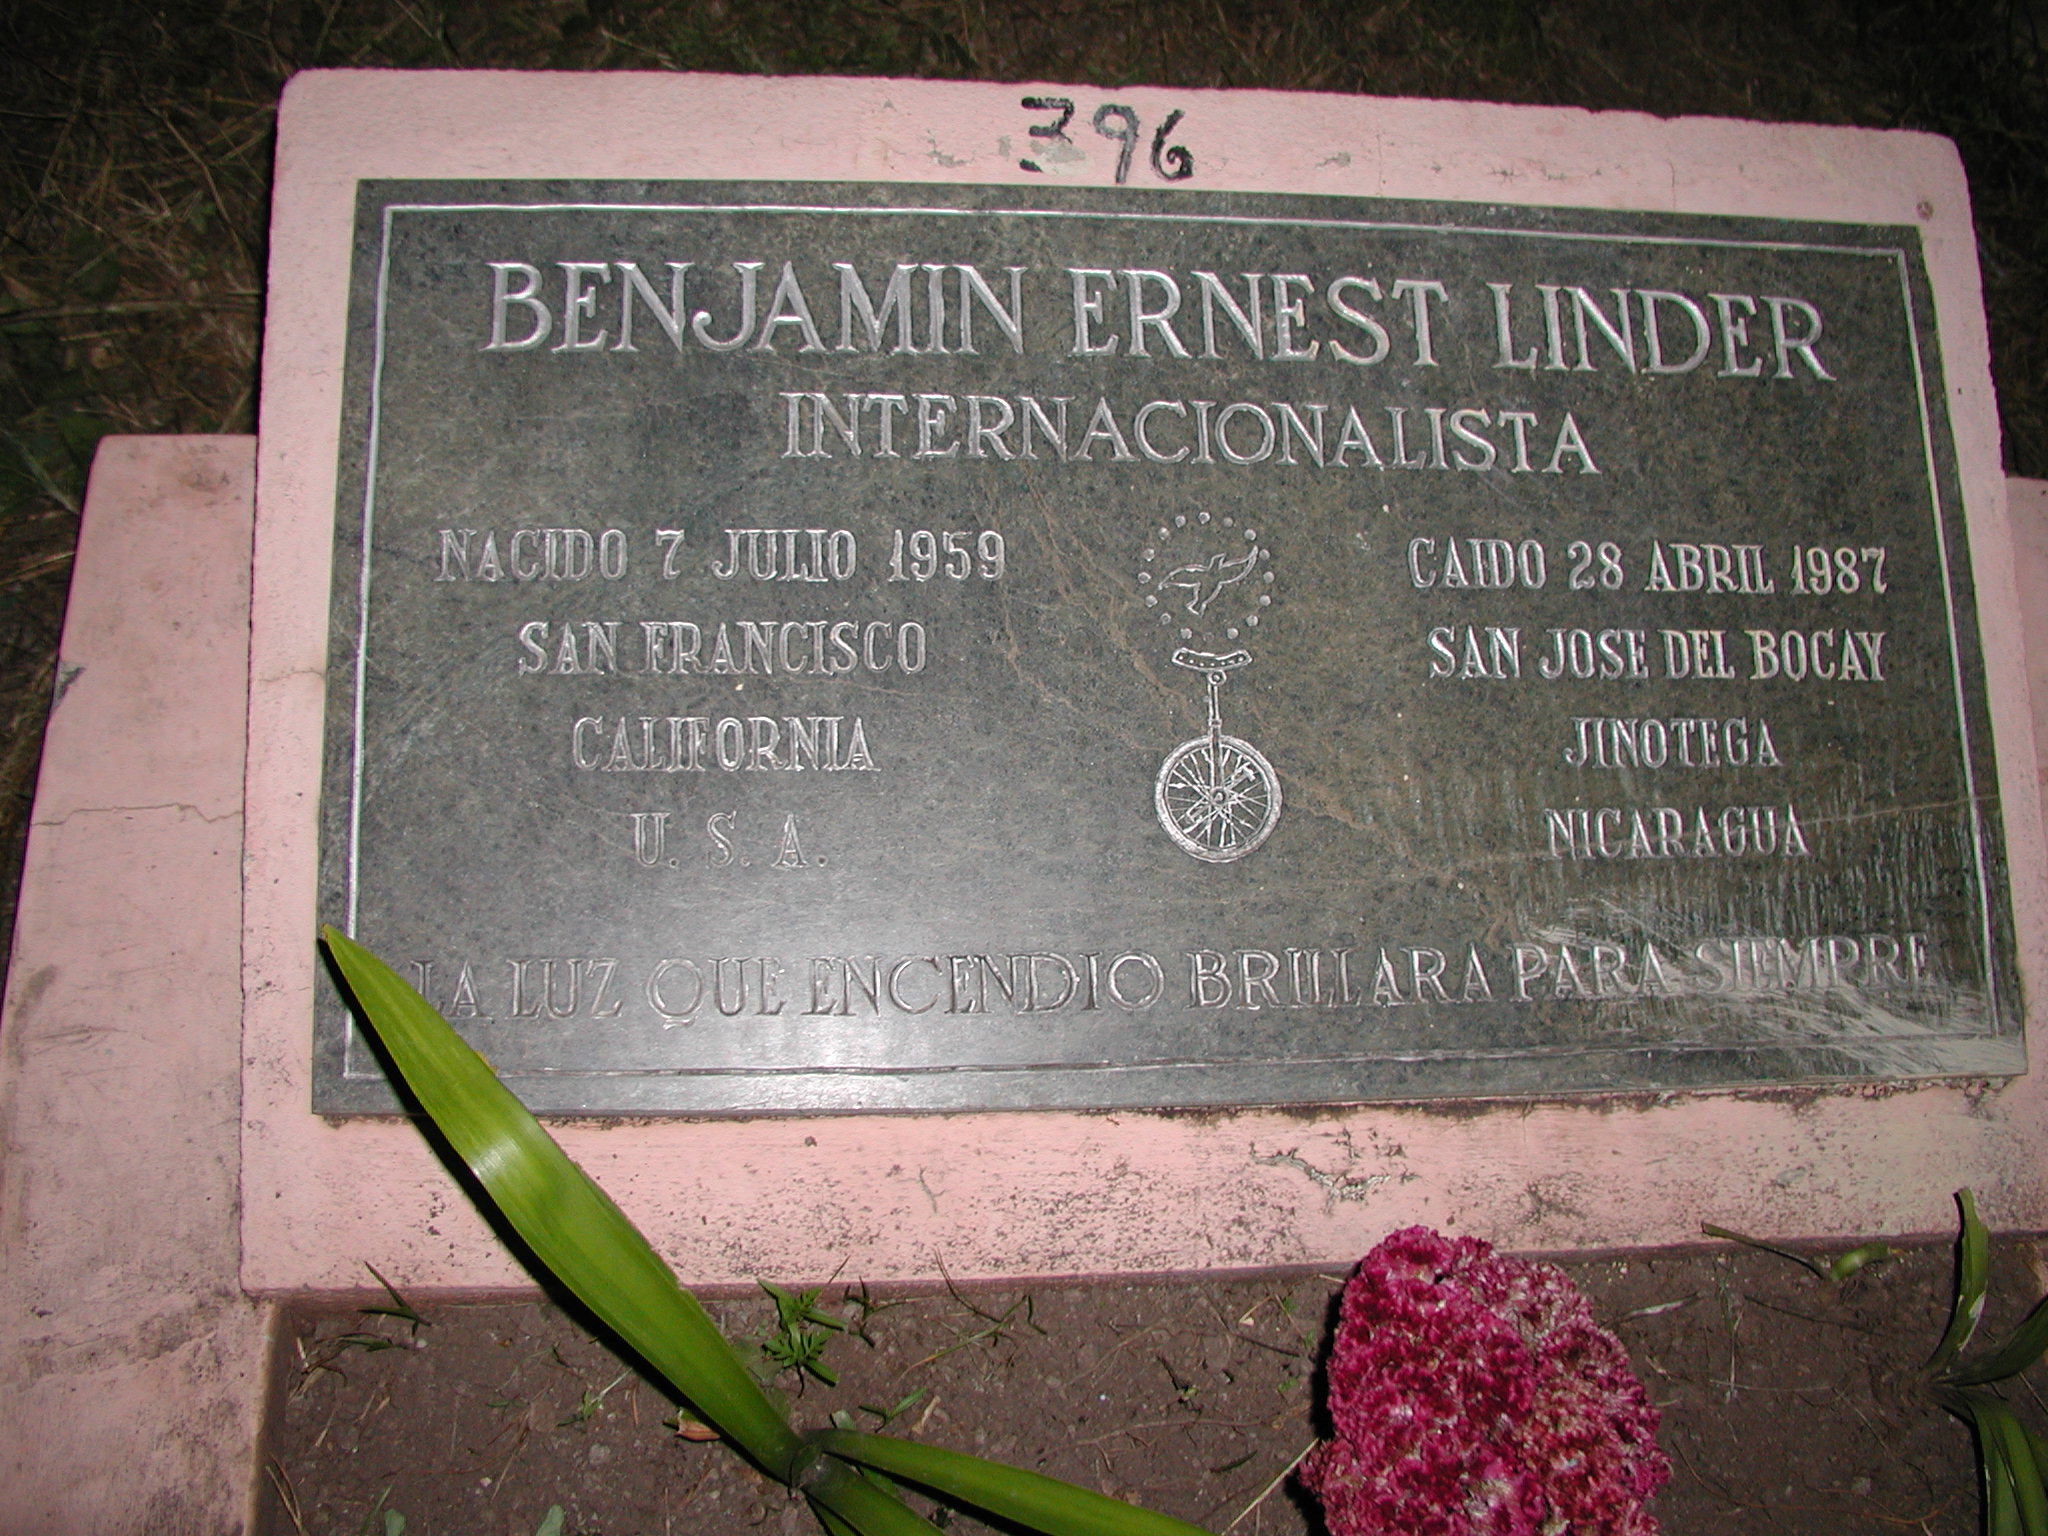 396
BENJAMIN ERNEST LINDER
INTERNACIONALISTA
NACIDO 7 JULIO 1959
SAN FRANCISCO
CALIFORNIA
U. S. A.
CAIDO 28 ABRIL 1987
SAN JOSE DEL BOCAY
JINOTEGA
NICARAGUA
LA LUZ QUE ENCENDIO BRILLARA PARA SIEMPRE